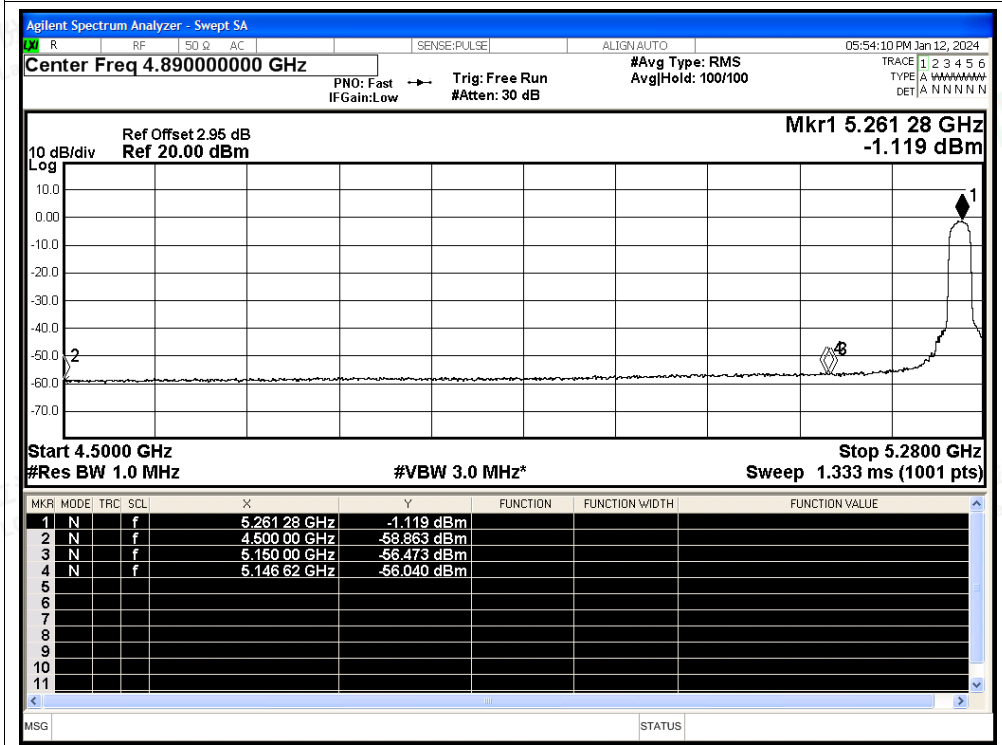 Agilent Spectrum Analyzer - Swept SA
LXI R RF 50 Ω AC SENSE:PULSE ALIGN AUTO 05:54:10 PM Jan 12, 2024
Center Freq 4.890000000 GHz #Avg Type: RMS TRACE 1 2 3 4 5 6
PNO: Fast Trig: Free Run Avg|Hold: 100/100 TYPE A WWWWW
IFGain:Low #Atten: 30 dB DET A N N N N N
Mkr1 5.261 28 GHz
Ref Offset 2.95 dB
10 dB/div Ref 20.00 dBm -1.119 dBm
Log
10.0
1
0.00
-10.0
-20.0
-30.0
-40.0
-50.0
2
4
3
-60.0
-70.0
Start 4.5000 GHz Stop 5.2800 GHz
#Res BW 1.0 MHz #VBW 3.0 MHz* Sweep 1.333 ms (1001 pts)
MKR MODE TRC SCL X Y FUNCTION FUNCTION WIDTH FUNCTION VALUE
1 N f 5.261 28 GHz -1.119 dBm
2 N f 4.500 00 GHz -58.863 dBm
3 N f 5.150 00 GHz -56.473 dBm
4 N f 5.146 62 GHz -56.040 dBm
5
6
7
8
9
10
11
MSG STATUS